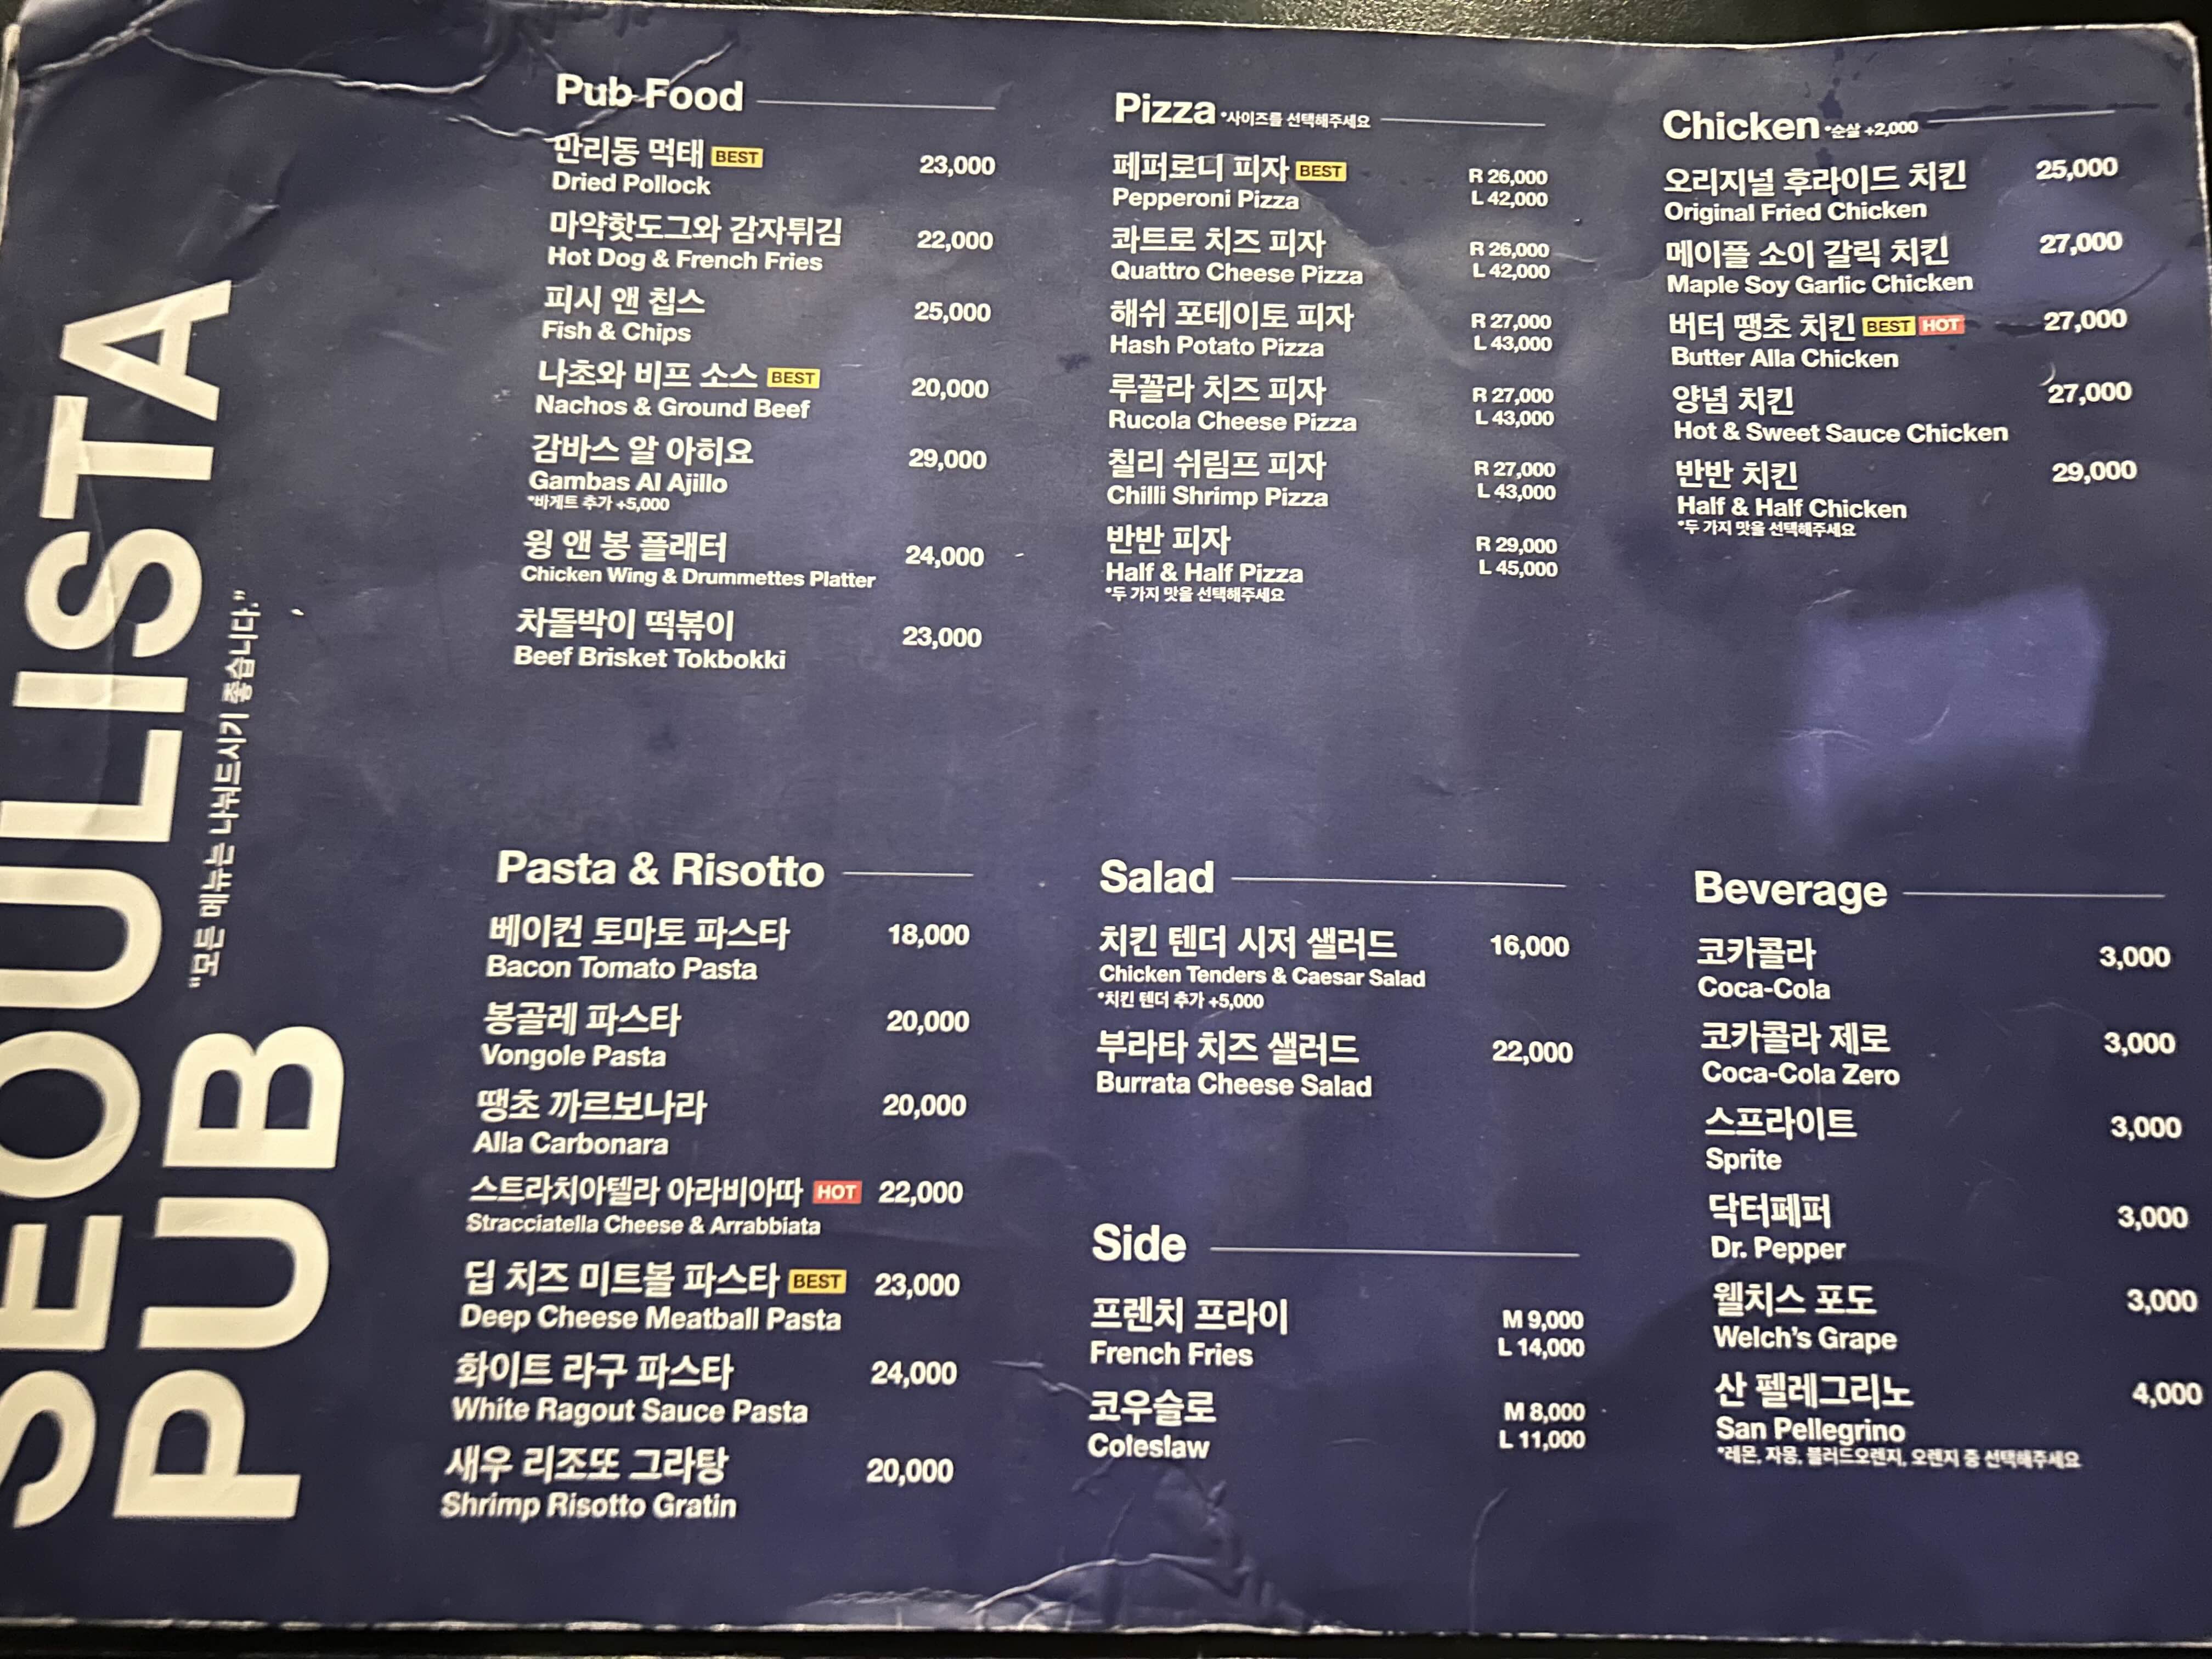 SEOULISTA
PUB
"모든 메뉴는 나눠드시기 좋습니다."
Pub Food
만리동 먹태 BEST 23,000
Dried Pollock
마약핫도그와 감자튀김 22,000
Hot Dog & French Fries
피시 앤 칩스 25,000
Fish & Chips
나초와 비프 소스 BEST 20,000
Nachos & Ground Beef
감바스 알 아히요 29,000
Gambas Al Ajillo
*바게트 추가 +5,000
윙 앤 봉 플래터 24,000
Chicken Wing & Drummettes Platter
차돌박이 떡볶이 23,000
Beef Brisket Tokbokki
Pizza *사이즈를 선택해주세요
페퍼로니 피자 BEST R 26,000
Pepperoni Pizza L 42,000
콰트로 치즈 피자 R 26,000
Quattro Cheese Pizza L 42,000
해쉬 포테이토 피자 R 27,000
Hash Potato Pizza L 43,000
루꼴라 치즈 피자 R 27,000
Rucola Cheese Pizza L 43,000
칠리 쉬림프 피자 R 27,000
Chilli Shrimp Pizza L 43,000
반반 피자 R 29,000
Half & Half Pizza L 45,000
*두 가지 맛을 선택해주세요
Chicken *순살 +2,000
오리지널 후라이드 치킨 25,000
Original Fried Chicken
메이플 소이 갈릭 치킨 27,000
Maple Soy Garlic Chicken
버터 땡초 치킨 BEST HOT 27,000
Butter Alla Chicken
양념 치킨 27,000
Hot & Sweet Sauce Chicken
반반 치킨 29,000
Half & Half Chicken
*두 가지 맛을 선택해주세요
Pasta & Risotto
베이컨 토마토 파스타 18,000
Bacon Tomato Pasta
봉골레 파스타 20,000
Vongole Pasta
땡초 까르보나라 20,000
Alla Carbonara
스트라치아텔라 아라비아따 HOT 22,000
Stracciatella Cheese & Arrabbiata
딥 치즈 미트볼 파스타 BEST 23,000
Deep Cheese Meatball Pasta
화이트 라구 파스타 24,000
White Ragout Sauce Pasta
새우 리조또 그라탕 20,000
Shrimp Risotto Gratin
Salad
치킨 텐더 시저 샐러드 16,000
Chicken Tenders & Caesar Salad
*치킨 텐더 추가 +5,000
부라타 치즈 샐러드 22,000
Burrata Cheese Salad
Side
프렌치 프라이 M 9,000
French Fries L 14,000
코우슬로 M 8,000
Coleslaw L 11,000
Beverage
코카콜라 3,000
Coca-Cola
코카콜라 제로 3,000
Coca-Cola Zero
스프라이트 3,000
Sprite
닥터페퍼 3,000
Dr. Pepper
웰치스 포도 3,000
Welch's Grape
산 펠레그리노 4,000
San Pellegrino
*레몬, 자몽, 블러드오렌지, 오렌지 중 선택해주세요